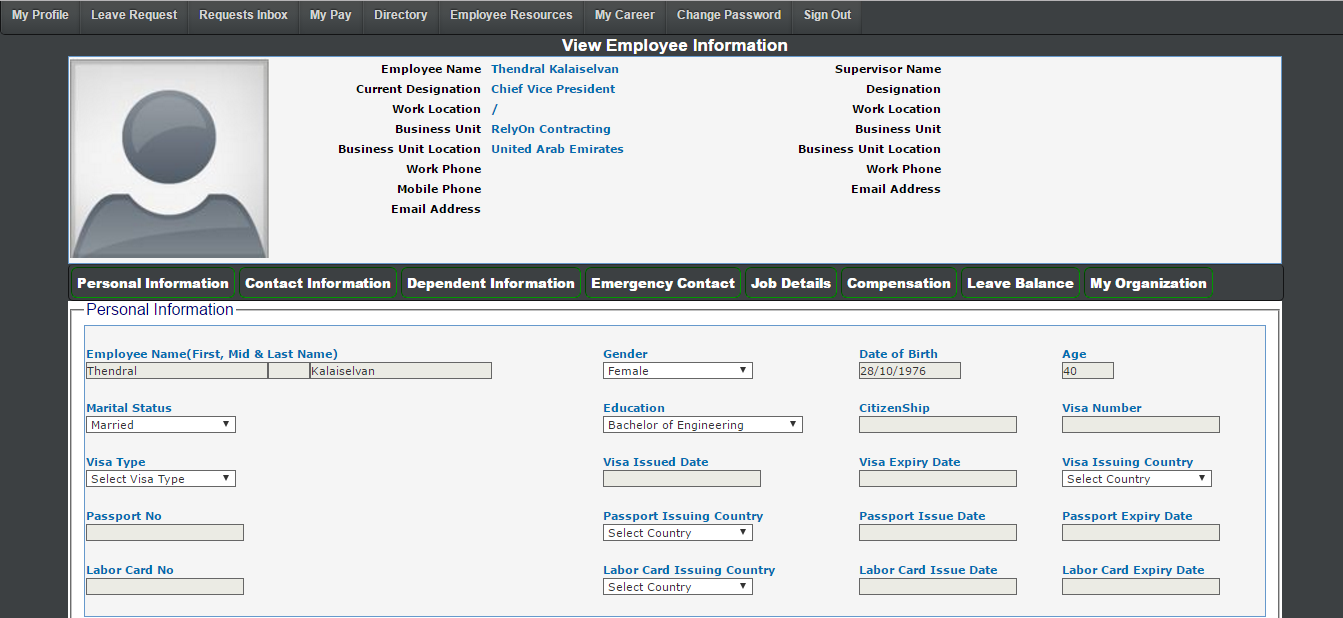 My Profile Leave Request Requests Inbox My Pay Directory Employee Resources My Career Change Password Sign Out
View Employee Information
Employee Name Thendral Kalaiselvan Supervisor Name
Current Designation Chief Vice President Designation
Work Location / Work Location
Business Unit RelyOn Contracting Business Unit
Business Unit Location United Arab Emirates Business Unit Location
Work Phone Work Phone
Mobile Phone Email Address
Email Address
Personal Information Contact Information Dependent Information Emergency Contact Job Details Compensation Leave Balance My Organization
Personal Information
Employee Name(First, Mid & Last Name) Gender Date of Birth Age
Thendral Kalaiselvan Female 28/10/1976 40
Marital Status Education CitizenShip Visa Number
Married Bachelor of Engineering
Visa Type Visa Issued Date Visa Expiry Date Visa Issuing Country
Select Visa Type Select Country
Passport No Passport Issuing Country Passport Issue Date Passport Expiry Date
Select Country
Labor Card No Labor Card Issuing Country Labor Card Issue Date Labor Card Expiry Date
Select Country